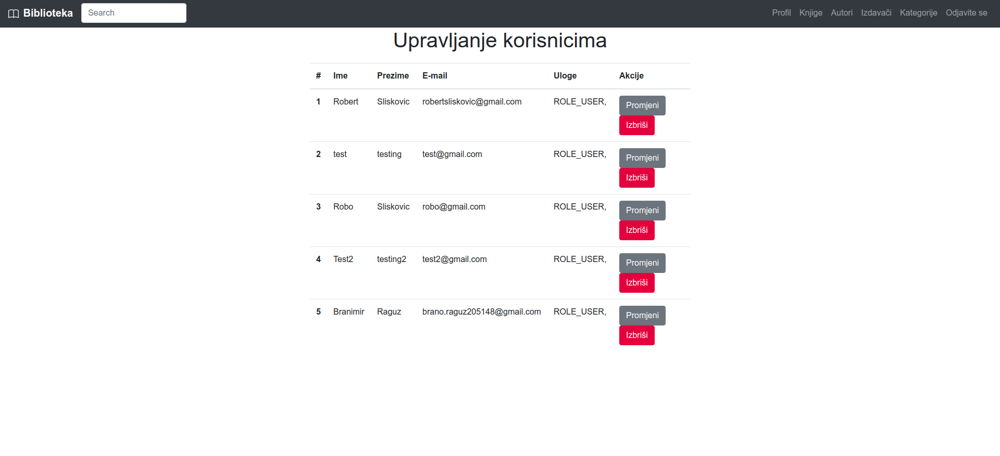 Biblioteka Search Profil Knjige Autori Izdavači Kategorije Odjavite se
Upravljanje korisnicima
# Ime Prezime E-mail Uloge Akcije
1 Robert Sliskovic robertsliskovic@gmail.com ROLE_USER, Promjeni
Izbriši
2 test testing test@gmail.com ROLE_USER, Promjeni
Izbriši
3 Robo Sliskovic robo@gmail.com ROLE_USER, Promjeni
Izbriši
4 Test2 testing2 test2@gmail.com ROLE_USER, Promjeni
Izbriši
5 Branimir Raguz brano.raguz205148@gmail.com ROLE_USER, Promjeni
Izbriši